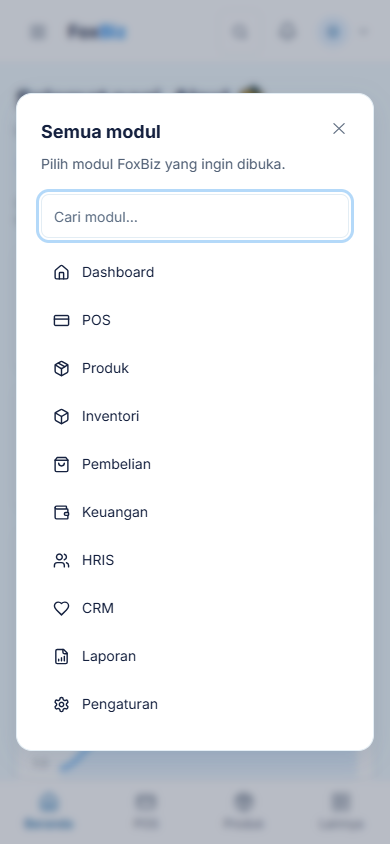 FoxBiz
Semua modul
Pilih modul FoxBiz yang ingin dibuka.
Cari modul...
Dashboard
POS
Produk
Inventori
Pembelian
Keuangan
HRIS
CRM
Laporan
Pengaturan